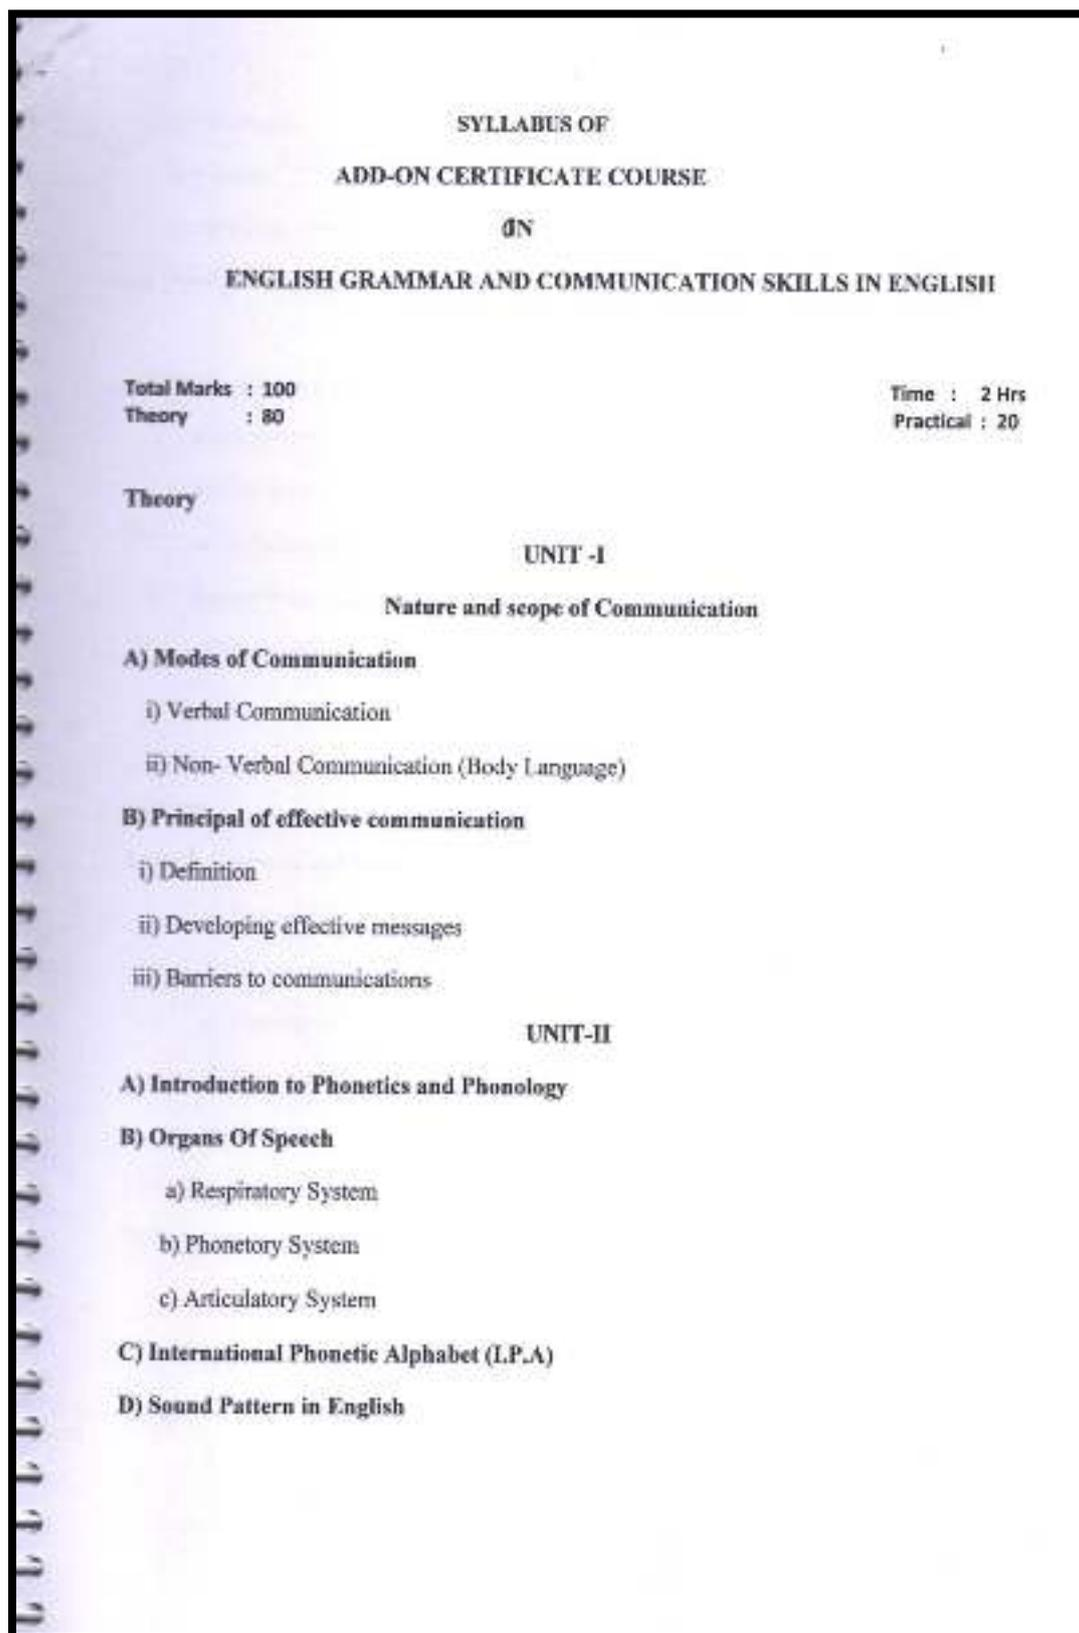 SYLLABUS OF
ADD-ON CERTIFICATE COURSE
IN
ENGLISH GRAMMAR AND COMMUNICATION SKILLS IN ENGLISH
Total Marks : 100 Time : 2 Hrs
Theory : 80 Practical : 20
Theory
UNIT -I
Nature and scope of Communication
A) Modes of Communication
i) Verbal Communication
ii) Non- Verbal Communication (Body Language)
B) Principal of effective communication
i) Definition
ii) Developing effective messages
iii) Barriers to communications
UNIT-II
A) Introduction to Phonetics and Phonology
B) Organs Of Speech
a) Respiratory System
b) Phonetory System
c) Articulatory System
C) International Phonetic Alphabet (I.P.A)
D) Sound Pattern in English